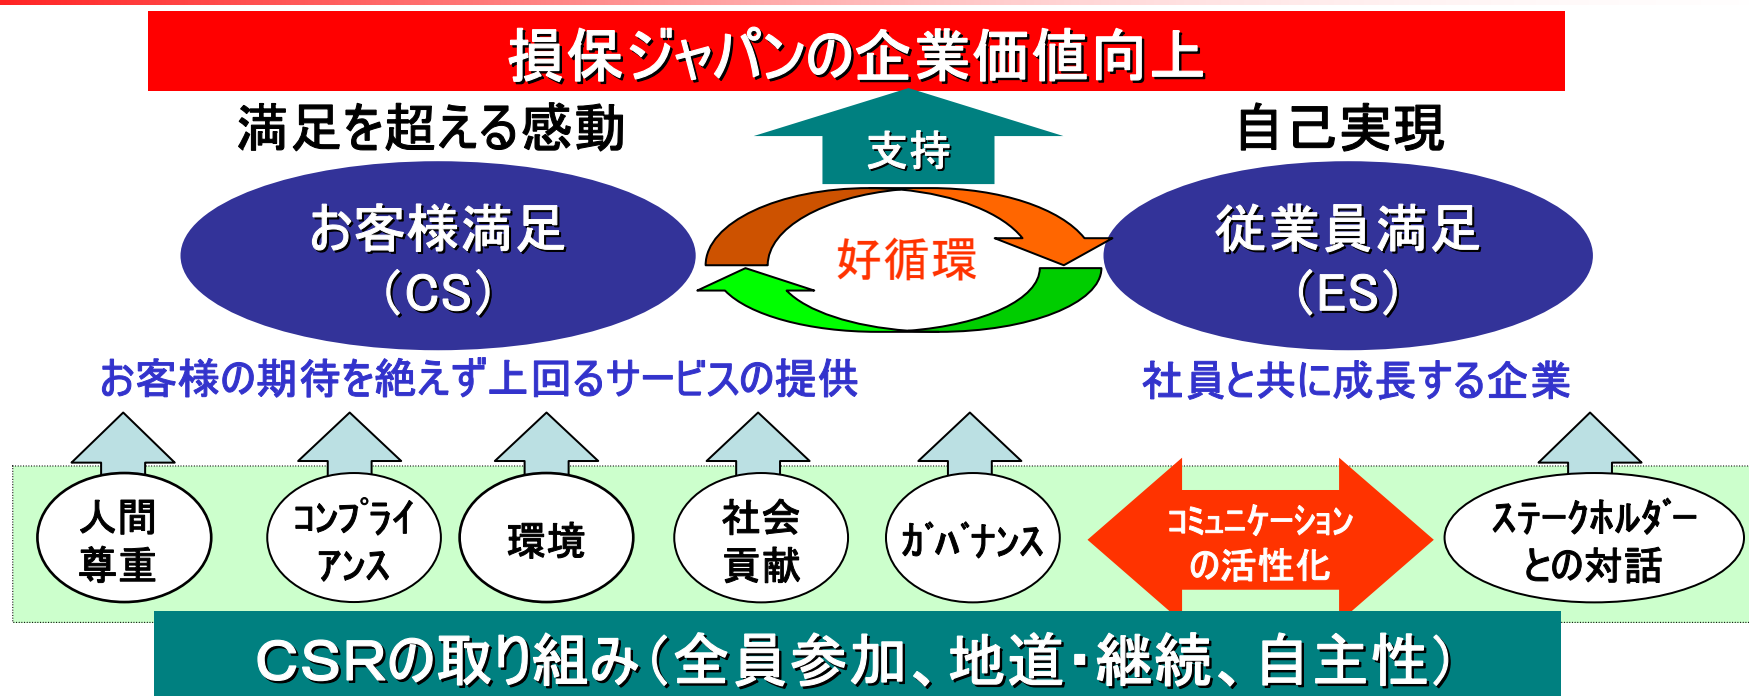 損保ジャパンの企業価値向上
満足を超える感動
支持
自己実現
お客様満足
（CS）
好循環
従業員満足
（ES）
お客様の期待を絶えず上回るサービスの提供
社員と共に成長する企業
人間
尊重
コンプライ
アンス
環境
社会
貢献
ガバナンス
コミュニケーション
の活性化
ステークホルダー
との対話
CSRの取り組み（全員参加、地道・継続、自主性）